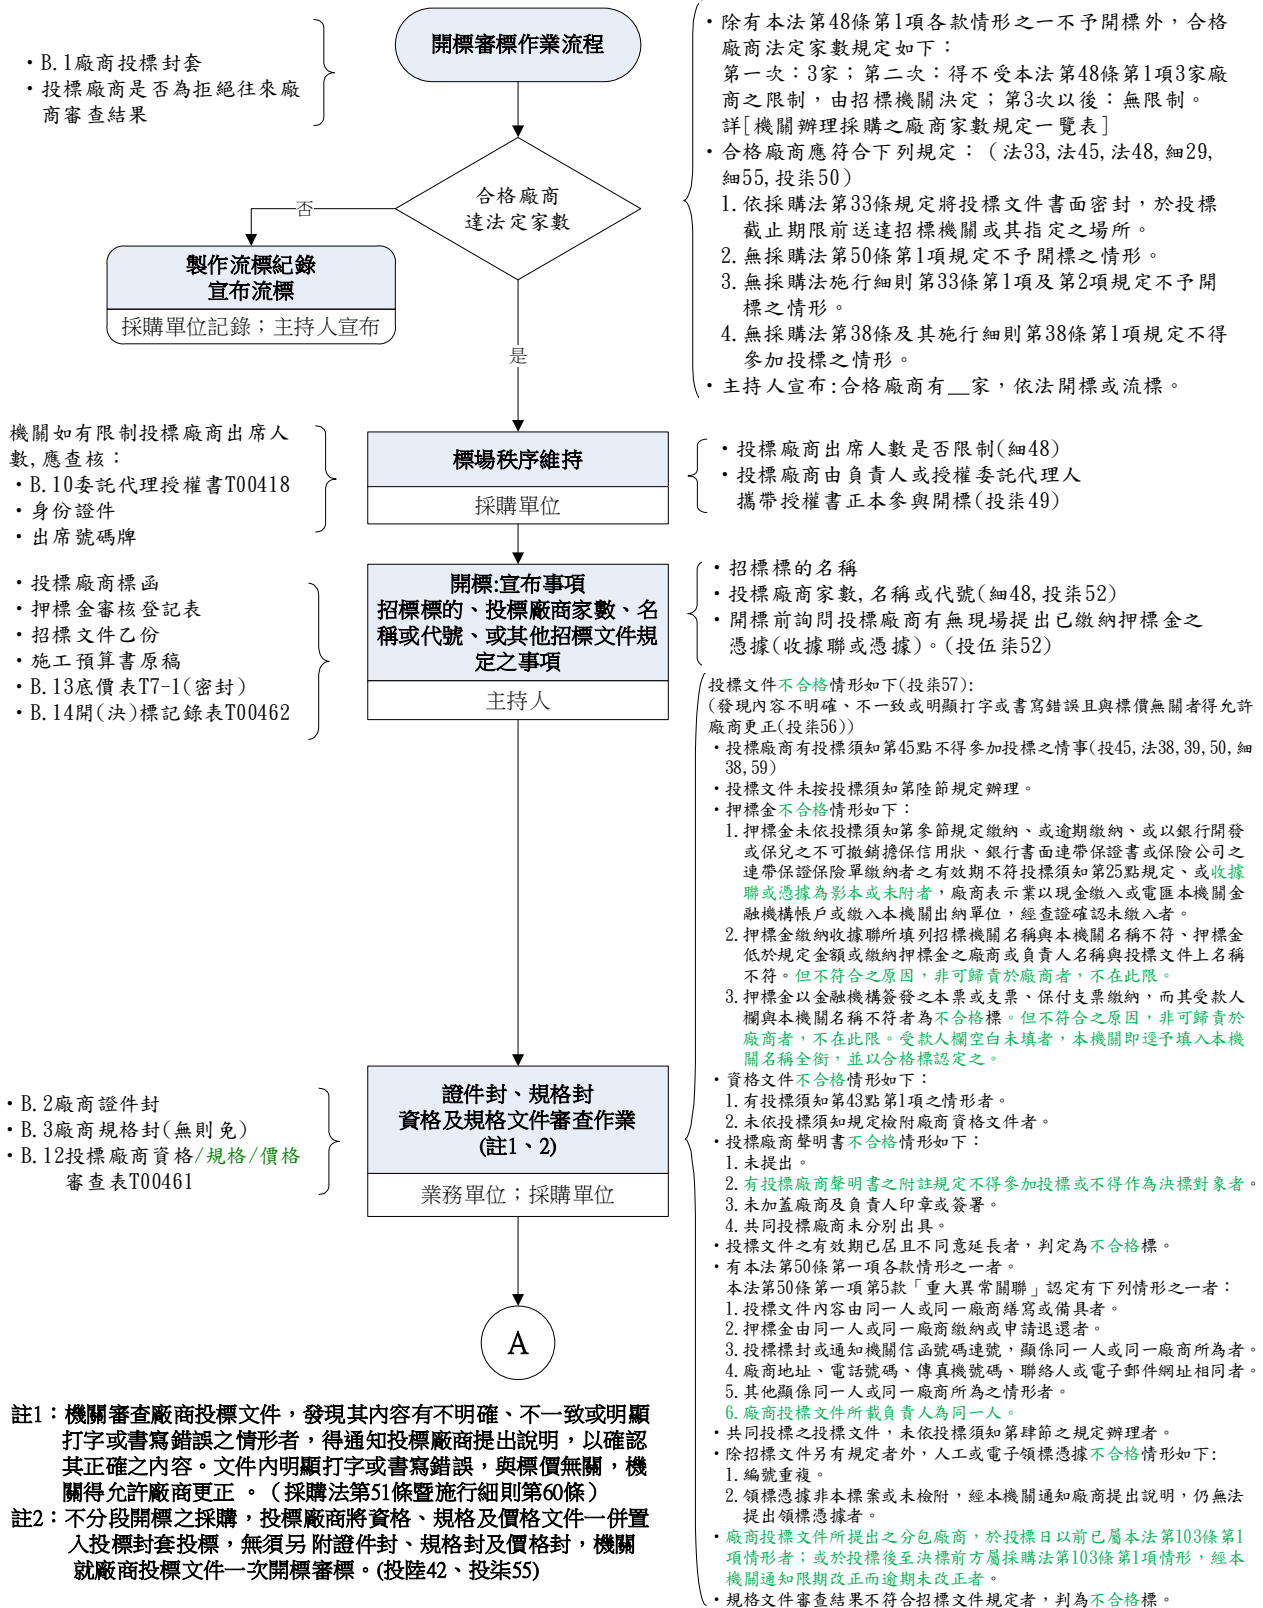 開標審標作業流程
・B.1廠商投標封套
・投標廠商是否為拒絕往來廠
商審查結果
・除有本法第48條第1項各款情形之一不予開標外，合格
廠商法定家數規定如下：
第一次：3家；第二次：得不受本法第48條第1項3家廠
商之限制，由招標機關決定；第3次以後：無限制。
詳[機關辦理採購之廠商家數規定一覽表]
・合格廠商應符合下列規定：（法33,法45,法48,細29,
細55,投柒50）
1.依採購法第33條規定將投標文件書面密封，於投標
截止期限前送達招標機關或其指定之場所。
2.無採購法第50條第1項規定不予開標之情形。
3.無採購法施行細則第33條第1項及第2項規定不予開
標之情形。
4.無採購法第38條及其施行細則第38條第1項規定不得
參加投標之情形。
・主持人宣布:合格廠商有__家，依法開標或流標。
合格廠商
達法定家數
否
製作流標紀錄
宣布流標
採購單位記錄；主持人宣布
是
機關如有限制投標廠商出席人
數,應查核：
・B.10委託代理授權書T00418
・身份證件
・出席號碼牌
標場秩序維持
採購單位
・投標廠商出席人數是否限制(細48)
・投標廠商由負責人或授權委託代理人
攜帶授權書正本參與開標(投柒49)
・投標廠商標函
・押標金審核登記表
・招標文件乙份
・施工預算書原稿
・B.13底價表T7-1(密封)
・B.14開(決)標記錄表T00462
開標:宣布事項
招標標的、投標廠商家數、名
稱或代號、或其他招標文件規
定之事項
主持人
・招標標的名稱
・投標廠商家數,名稱或代號(細48,投柒52)
・開標前詢問投標廠商有無現場提出已繳納押標金之
憑據(收據聯或憑據)。(投伍柒52)
投標文件不合格情形如下(投柒57):
(發現內容不明確、不一致或明顯打字或書寫錯誤且與標價無關者得允許
廠商更正(投柒56))
・投標廠商有投標須知第45點不得參加投標之情事(投45,法38,39,50,細
38,59)
・投標文件未按投標須知第陸節規定辦理。
・押標金不合格情形如下：
1.押標金未依投標須知第參節規定繳納、或逾期繳納、或以銀行開發
或保兌之不可撤銷擔保信用狀、銀行書面連帶保證書或保險公司之
連帶保證保險單繳納者之有效期不符投標須知第25點規定、或收據
聯或憑據為影本或未附者，廠商表示業以現金繳入或電匯本機關金
融機構帳戶或繳入本機關出納單位，經查證確認未繳入者。
2.押標金繳納收據聯所填列招標機關名稱與本機關名稱不符、押標金
低於規定金額或繳納押標金之廠商或負責人名稱與投標文件上名稱
不符。但不符合之原因，非可歸責於廠商者，不在此限。
3.押標金以金融機構簽發之本票或支票、保付支票繳納，而其受款人
欄與本機關名稱不符者為不合格標。但不符合之原因，非可歸責於
廠商者，不在此限。受款人欄空白未填者，本機關即逕予填入本機
關名稱全銜，並以合格標認定之。
・資格文件不合格情形如下：
1.有投標須知第43點第1項之情形者。
2.未依投標須知規定檢附廠商資格文件者。
・投標廠商聲明書不合格情形如下：
1.未提出。
2.有投標廠商聲明書之附註規定不得參加投標或不得作為決標對象者。
3.未加蓋廠商及負責人印章或簽署。
4.共同投標廠商未分別出具。
・投標文件之有效期已屆且不同意延長者，判定為不合格標。
・有本法第50條第一項各款情形之一者。
本法第50條第一項第5款「重大異常關聯」認定有下列情形之一者：
1.投標文件內容由同一人或同一廠商繕寫或備具者。
2.押標金由同一人或同一廠商繳納或申請退還者。
3.投標標封或通知機關信函號碼連號，顯係同一人或同一廠商所為者。
4.廠商地址、電話號碼、傳真機號碼、聯絡人或電子郵件網址相同者。
5.其他顯係同一人或同一廠商所為之情形者。
6.廠商投標文件所載負責人為同一人。
・共同投標之投標文件，未依投標須知第肆節之規定辦理者。
・除招標文件另有規定者外，人工或電子領標憑據不合格情形如下:
1.編號重複。
2.領標憑據非本標案或未檢附，經本機關通知廠商提出說明，仍無法
提出領標憑據者。
・廠商投標文件所提出之分包廠商，於投標日以前已屬本法第103條第1
項情形者；或於投標後至決標前方屬採購法第103條第1項情形，經本
機關通知限期改正而逾期未改正者。
・規格文件審查結果不符合招標文件規定者，判為不合格標。
・B.2廠商證件封
・B.3廠商規格封(無則免)
・B.12投標廠商資格/規格/價格
審查表T00461
證件封、規格封
資格及規格文件審查作業
(註1、2)
業務單位；採購單位
A
註1：機關審查廠商投標文件，發現其內容有不明確、不一致或明顯
打字或書寫錯誤之情形者，得通知投標廠商提出說明，以確認
其正確之內容。文件內明顯打字或書寫錯誤，與標價無關，機
關得允許廠商更正 。（採購法第51條暨施行細則第60條）
註2：不分段開標之採購，投標廠商將資格、規格及價格文件一併置
入投標封套投標，無須另 附證件封、規格封及價格封，機關
就廠商投標文件一次開標審標。(投陸42、投柒55)